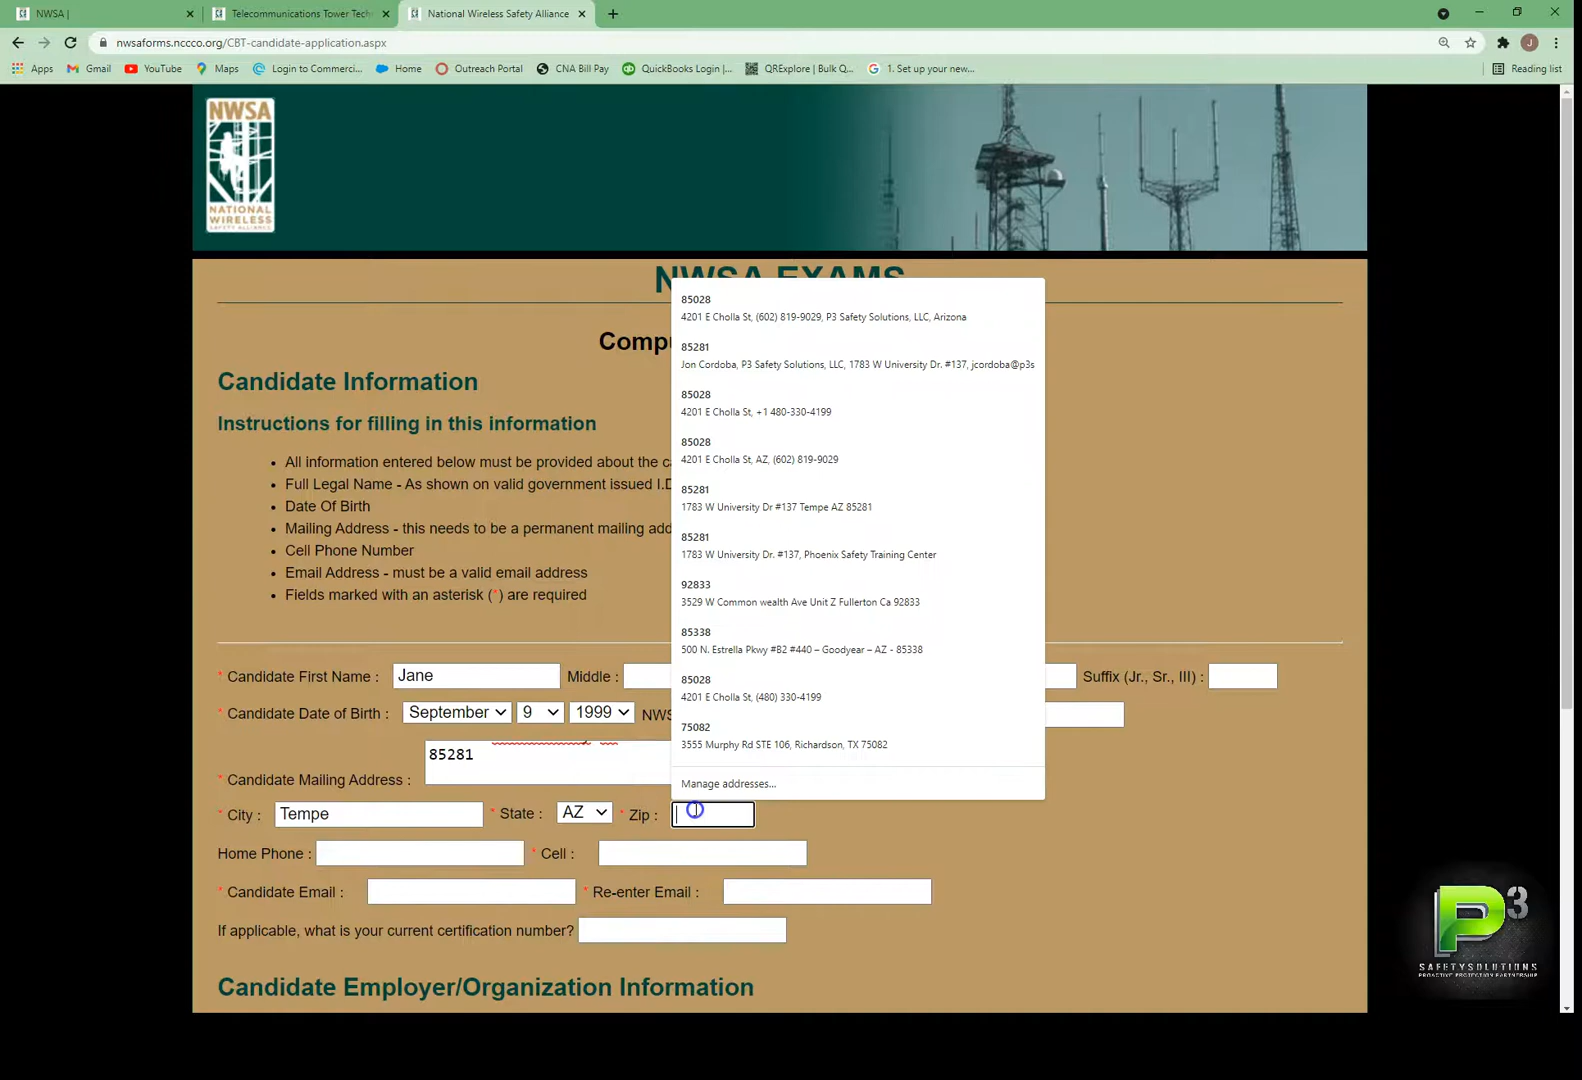 NWSA |
Telecommunications Tower Tech
National Wireless Safety Alliance
nwsaforms.nccco.org/CBT-candidate-application.aspx
Apps Gmail YouTube Maps Login to Commerci... Home Outreach Portal CNA Bill Pay QuickBooks Login |... QRExplore | Bulk Q... 1. Set up your new... Reading list
J
NWSA
NATIONAL
WIRELESS
SAFETY ALLIANCE
NWSA EXAMS
Compu
Candidate Information
Instructions for filling in this information
• All information entered below must be provided about the c
• Full Legal Name - As shown on valid government issued I.D
• Date Of Birth
• Mailing Address - this needs to be a permanent mailing add
• Cell Phone Number
• Email Address - must be a valid email address
• Fields marked with an asterisk (*) are required
85028
4201 E Cholla St, (602) 819-9029, P3 Safety Solutions, LLC, Arizona
85281
Jon Cordoba, P3 Safety Solutions, LLC, 1783 W University Dr. #137, jcordoba@p3s
85028
4201 E Cholla St, +1 480-330-4199
85028
4201 E Cholla St, AZ, (602) 819-9029
85281
1783 W University Dr #137 Tempe AZ 85281
85281
1783 W University Dr. #137, Phoenix Safety Training Center
92833
3529 W Common wealth Ave Unit Z Fullerton Ca 92833
85338
500 N. Estrella Pkwy #B2 #440 – Goodyear – AZ - 85338
85028
4201 E Cholla St, (480) 330-4199
75082
3555 Murphy Rd STE 106, Richardson, TX 75082
Manage addresses...
* Candidate First Name : Jane Middle : Suffix (Jr., Sr., III) :
* Candidate Date of Birth : September 9 1999 NWS
* Candidate Mailing Address : 85281
* City : Tempe * State : AZ * Zip :
Home Phone : * Cell :
* Candidate Email : * Re-enter Email :
If applicable, what is your current certification number?
Candidate Employer/Organization Information
P3
SAFETYSOLUTIONS
PROACTIVE PROTECTION PARTNERSHIP